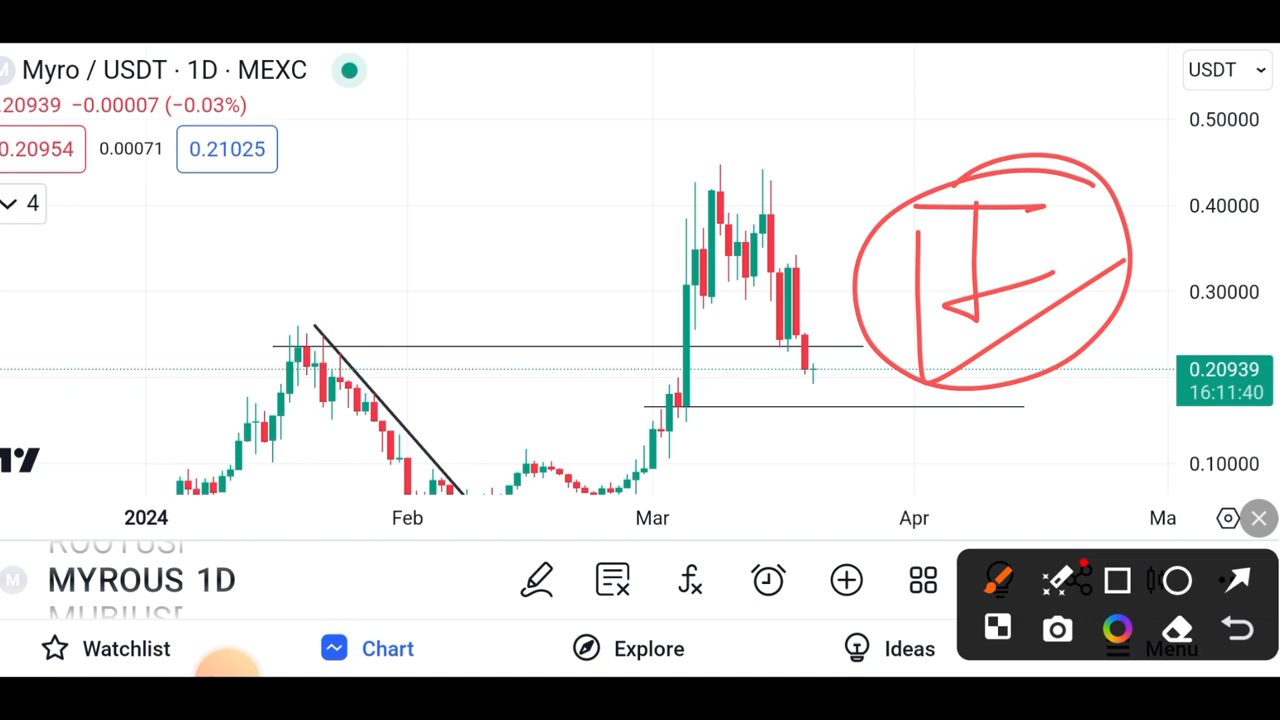 Myro / USDT · 1D · MEXC
.20939 −0.00007 (−0.03%)
0.20954 0.00071 0.21025
4
USDT
0.50000
0.40000
0.30000
0.20939
16:11:40
0.10000
2024 Feb Mar Apr Ma
MYROUS 1D
Watchlist Chart Explore Ideas Menu